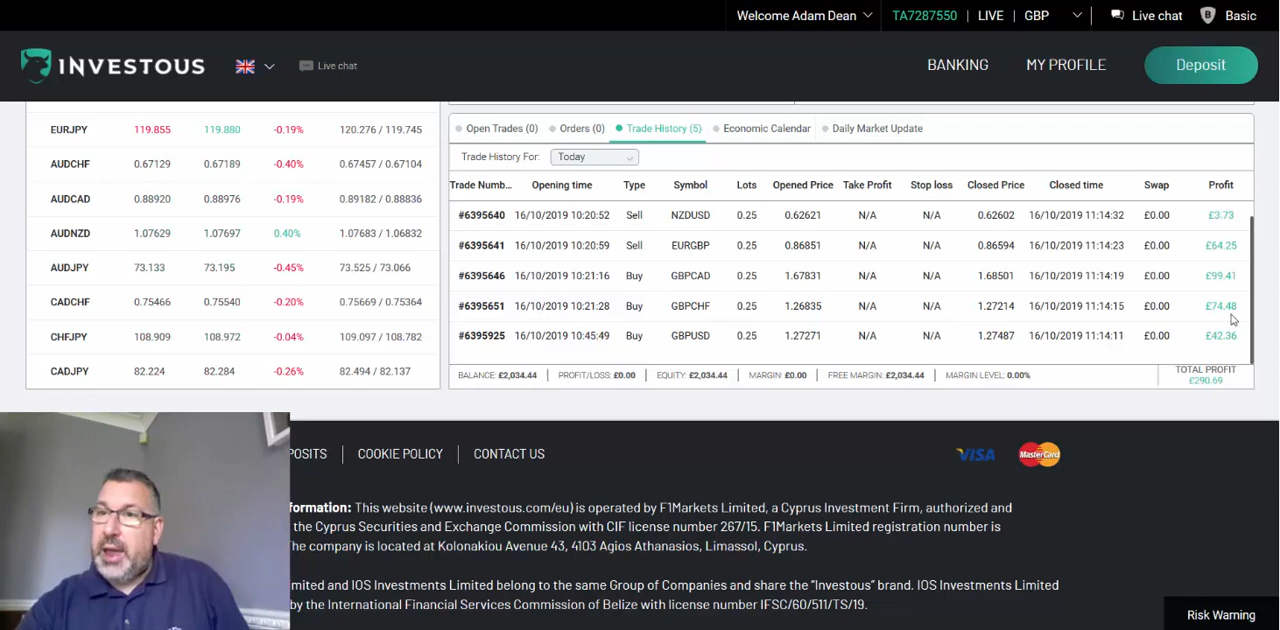 Welcome Adam Dean TA7287550 | LIVE | GBP Live chat B Basic
INVESTOUS Live chat BANKING MY PROFILE Deposit
EURJPY 119.855 119.880 -0.19% 120.276 / 119.745
AUDCHF 0.67129 0.67189 -0.40% 0.67457 / 0.67104
AUDCAD 0.88920 0.88976 -0.19% 0.89182 / 0.88836
AUDNZD 1.07629 1.07697 0.40% 1.07683 / 1.06832
AUDJPY 73.133 73.195 -0.45% 73.525 / 73.066
CADCHF 0.75466 0.75540 -0.20% 0.75669 / 0.75364
CHFJPY 108.909 108.972 -0.04% 109.097 / 108.782
CADJPY 82.224 82.284 -0.26% 82.494 / 82.137
Open Trades (0) Orders (0) Trade History (5) Economic Calendar Daily Market Update
Trade History For: Today
Trade Numb... Opening time Type Symbol Lots Opened Price Take Profit Stop loss Closed Price Closed time Swap Profit
#6395640 16/10/2019 10:20:52 Sell NZDUSD 0.25 0.62621 N/A N/A 0.62602 16/10/2019 11:14:32 £0.00 £3.73
#6395641 16/10/2019 10:20:59 Sell EURGBP 0.25 0.86851 N/A N/A 0.86594 16/10/2019 11:14:23 £0.00 £64.25
#6395646 16/10/2019 10:21:16 Buy GBPCAD 0.25 1.67831 N/A N/A 1.68501 16/10/2019 11:14:19 £0.00 £99.41
#6395651 16/10/2019 10:21:28 Buy GBPCHF 0.25 1.26835 N/A N/A 1.27214 16/10/2019 11:14:15 £0.00 £74.48
#6395925 16/10/2019 10:45:49 Buy GBPUSD 0.25 1.27271 N/A N/A 1.27487 16/10/2019 11:14:11 £0.00 £42.36
BALANCE: £2,034.44 | PROFIT/LOSS: £0.00 | EQUITY: £2,034.44 | MARGIN: £0.00 | FREE MARGIN: £2,034.44 | MARGIN LEVEL: 0.00% TOTAL PROFIT
£290.69
POSITS | COOKIE POLICY | CONTACT US VISA MasterCard
formation: This website (www.investous.com/eu) is operated by F1Markets Limited, a Cyprus Investment Firm, authorized and
the Cyprus Securities and Exchange Commission with CIF license number 267/15. F1Markets Limited registration number is
The company is located at Kolonakiou Avenue 43, 4103 Agios Athanasios, Limassol, Cyprus.
imited and IOS Investments Limited belong to the same Group of Companies and share the "Investous" brand. IOS Investments Limited
by the International Financial Services Commission of Belize with license number IFSC/60/511/TS/19.
Risk Warning